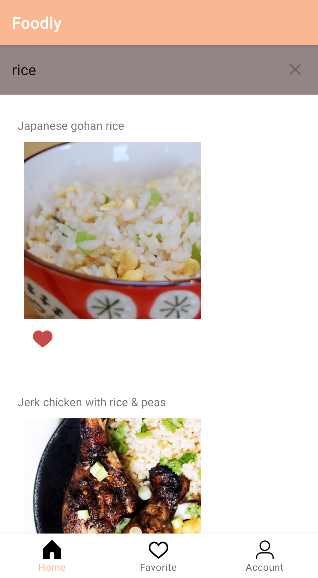 Foodly
rice
Japanese gohan rice
Jerk chicken with rice & peas
Home
Favorite
Account